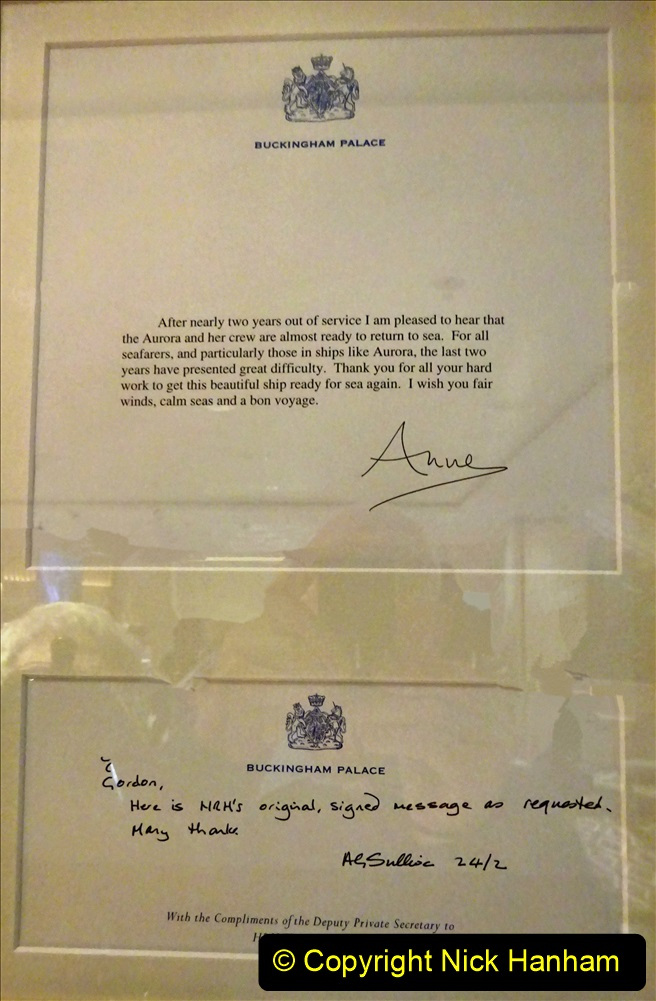 BUCKINGHAM PALACE
After nearly two years out of service I am pleased to hear that
the Aurora and her crew are almost ready to return to sea. For all
seafarers, and particularly those in ships like Aurora, the last two
years have presented great difficulty. Thank you for all your hard
work to get this beautiful ship ready for sea again. I wish you fair
winds, calm seas and a bon voyage.
Anne
BUCKINGHAM PALACE
Gordon,
Here is HRH's original, signed message as requested.
Many thanks
24/2
With the Compliments of the Deputy Private Secretary to
© Copyright Nick Hanham